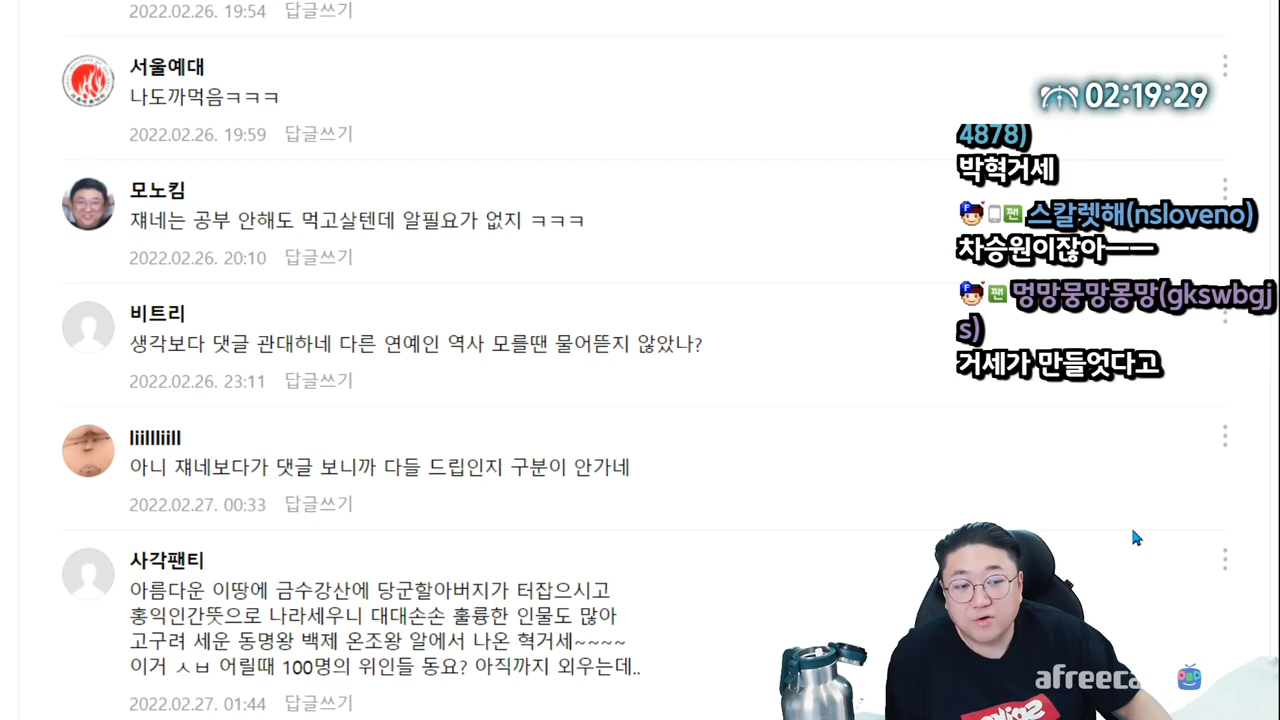 2022.02.26. 19:54 답글쓰기
서울예대
나도까먹음ㅋㅋㅋ
2022.02.26. 19:59 답글쓰기
모노킴
쟤네는 공부 안해도 먹고살텐데 알필요가 없지 ㅋㅋㅋ
2022.02.26. 20:10 답글쓰기
비트리
생각보다 댓글 관대하네 다른 연예인 역사 모를땐 물어뜯지 않았나?
2022.02.26. 23:11 답글쓰기
liilllliill
아니 쟤네보다가 댓글 보니까 다들 드립인지 구분이 안가네
2022.02.27. 00:33 답글쓰기
사각팬티
아름다운 이땅에 금수강산에 당군할아버지가 터잡으시고
홍익인간뜻으로 나라세우니 대대손손 훌륭한 인물도 많아
고구려 세운 동명왕 백제 온조왕 알에서 나온 혁거세~~~~
이거 ㅅㅂ 어릴때 100명의 위인들 동요? 아직까지 외우는데..
2022.02.27. 01:44 답글쓰기
02:19:29
4878)
박혁거세
팬 스칼렛해(nsloveno)
차승원이잖아ㅡㅡ
팬 멍망뭉망몽망(gkswbgj
s)
거세가 만들엇다고
afreeca